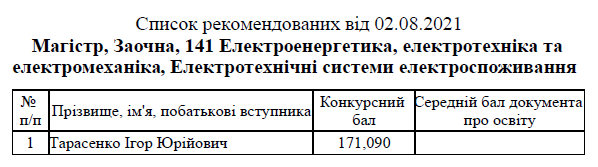 Список рекомендованих від 02.08.2021
Магістр, Заочна, 141 Електроенергетика, електротехніка та
електромеханіка, Електротехнічні системи електроспоживання
№ п/п Прізвище, ім'я, побатькові вступника Конкурсний бал Середній бал документа про освіту
1 Тарасенко Ігор Юрійович 171,090